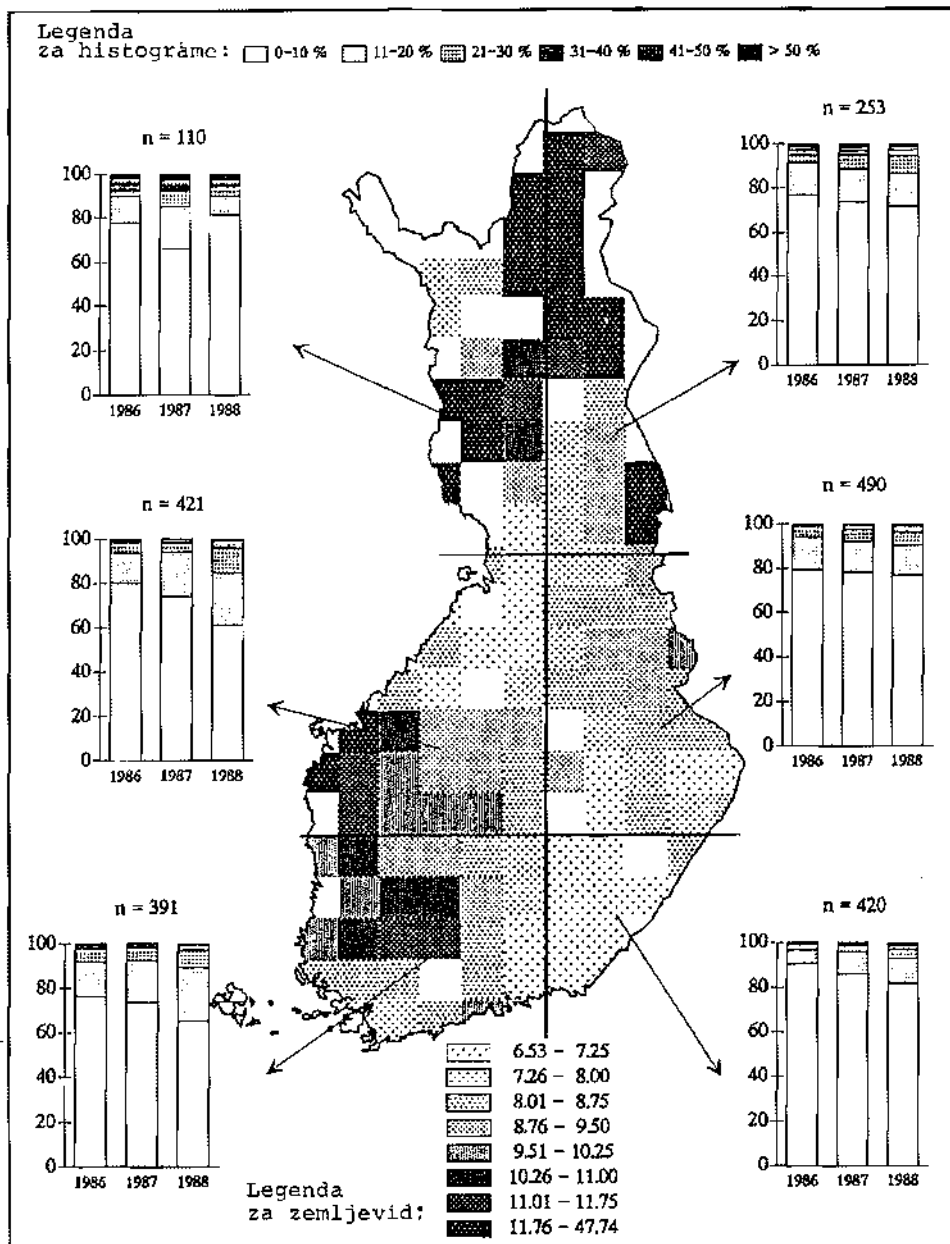 Legenda
za histográme: 0-10 % 11-20 % 21-30 % 31-40 % 41-50 % > 50 %
n = 110
100
80
60
40
20
0
1986 1987 1988
n = 253
100
80
60
40
20
0
1986 1987 1988
n = 421
100
80
60
40
20
0
1986 1987 1988
n = 490
100
80
60
40
20
0
1986 1987 1988
n = 391
100
80
60
40
20
0
1986 1987 1988
n = 420
100
80
60
40
20
0
1986 1987 1988
Legenda
za zemljevid:
6.53 - 7.25
7.26 - 8.00
8.01 - 8.75
8.76 - 9.50
9.51 - 10.25
10.26 - 11.00
11.01 - 11.75
11.76 - 47.74